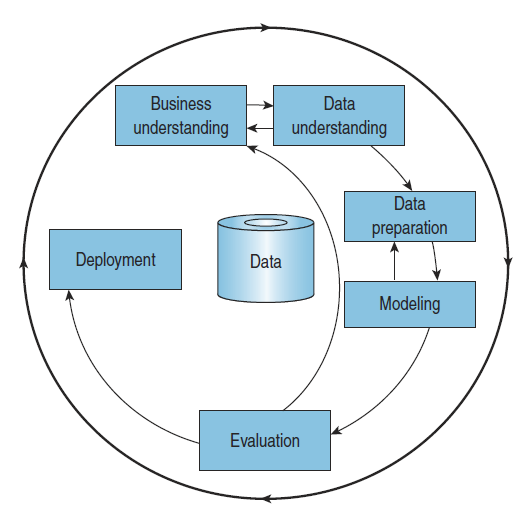 Business
understanding
Data
understanding
Data
preparation
Deployment
Data
Modeling
Evaluation